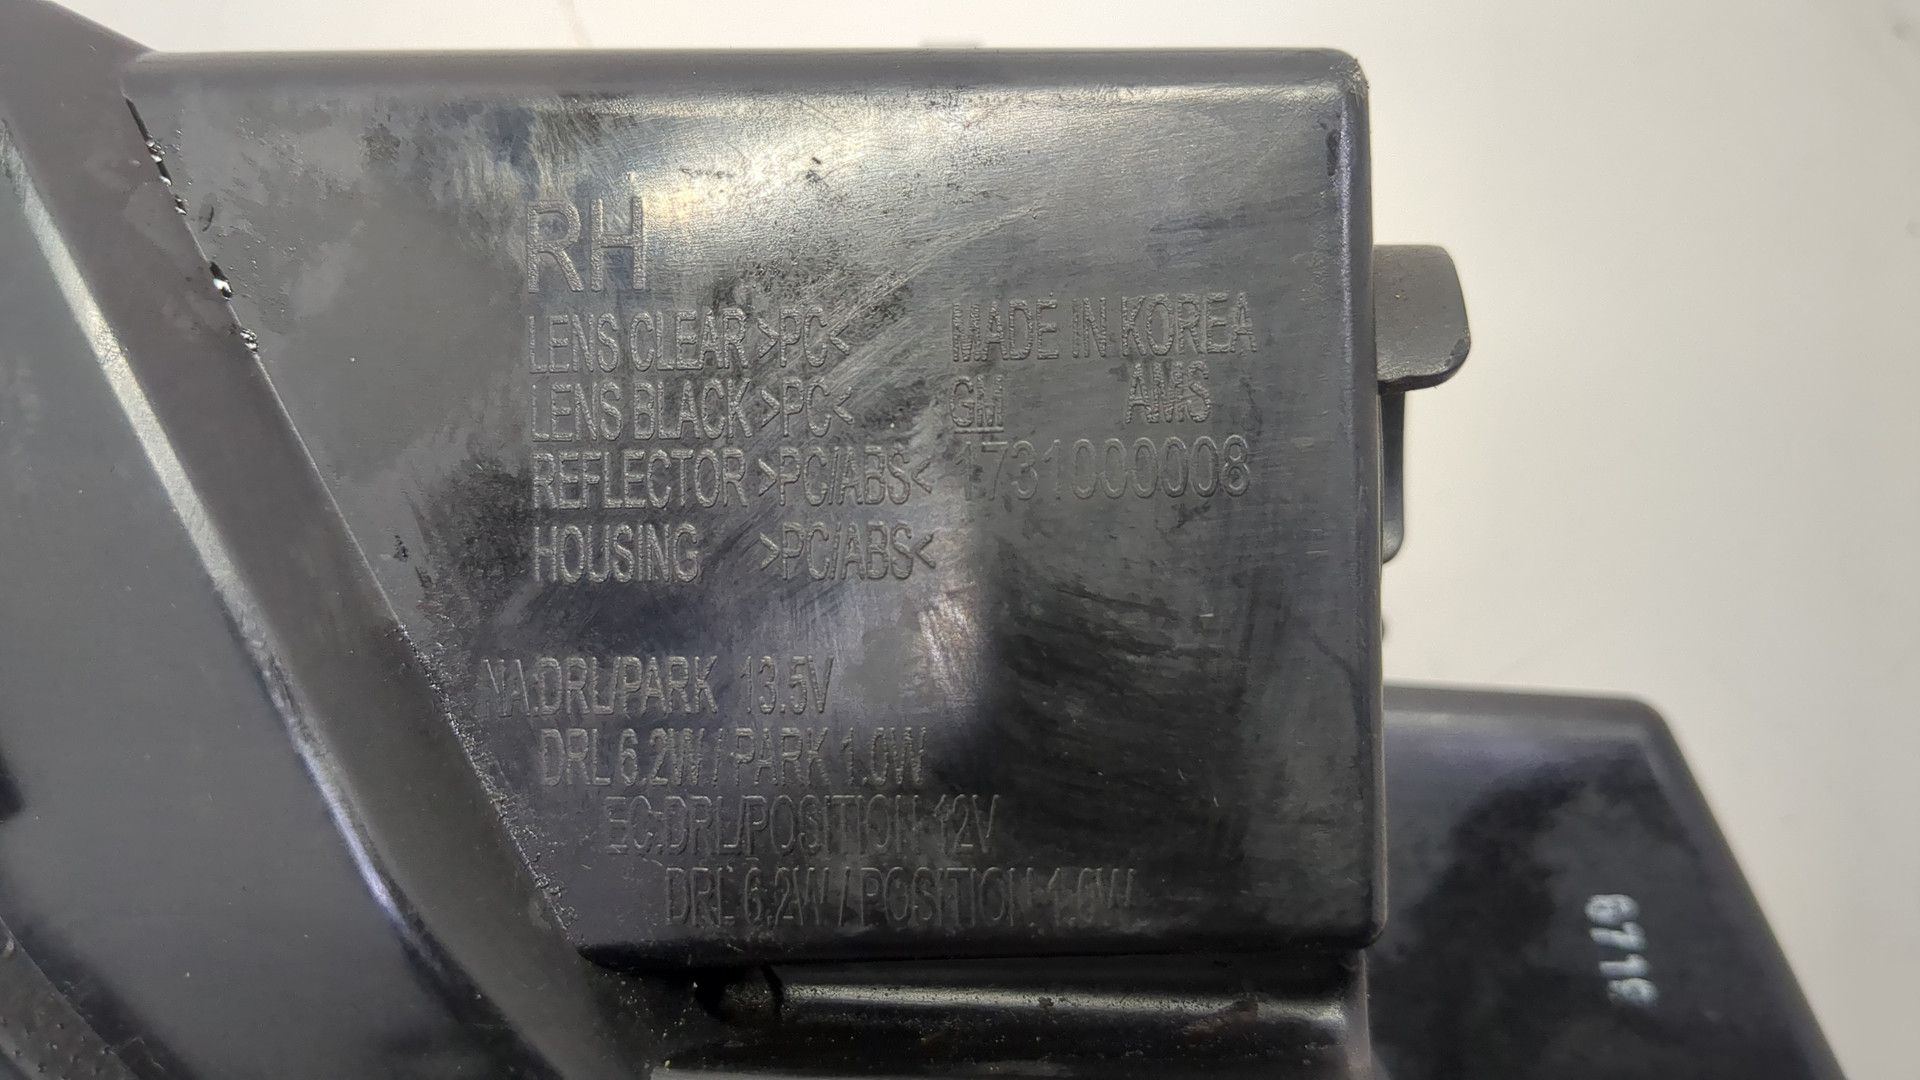 RH
LENS CLEAR >PC<
LENS BLACK >PC<
REFLECTOR >PC/ABS<
HOUSING >PC/ABS<
MADE IN KOREA
GM AMS
1731000008
NA:DRL/PARK 13.5V
DRL 6.2W / PARK 1.0W
EC:DRL/POSITION 12V
DRL 6.2W / POSITION 1.0W